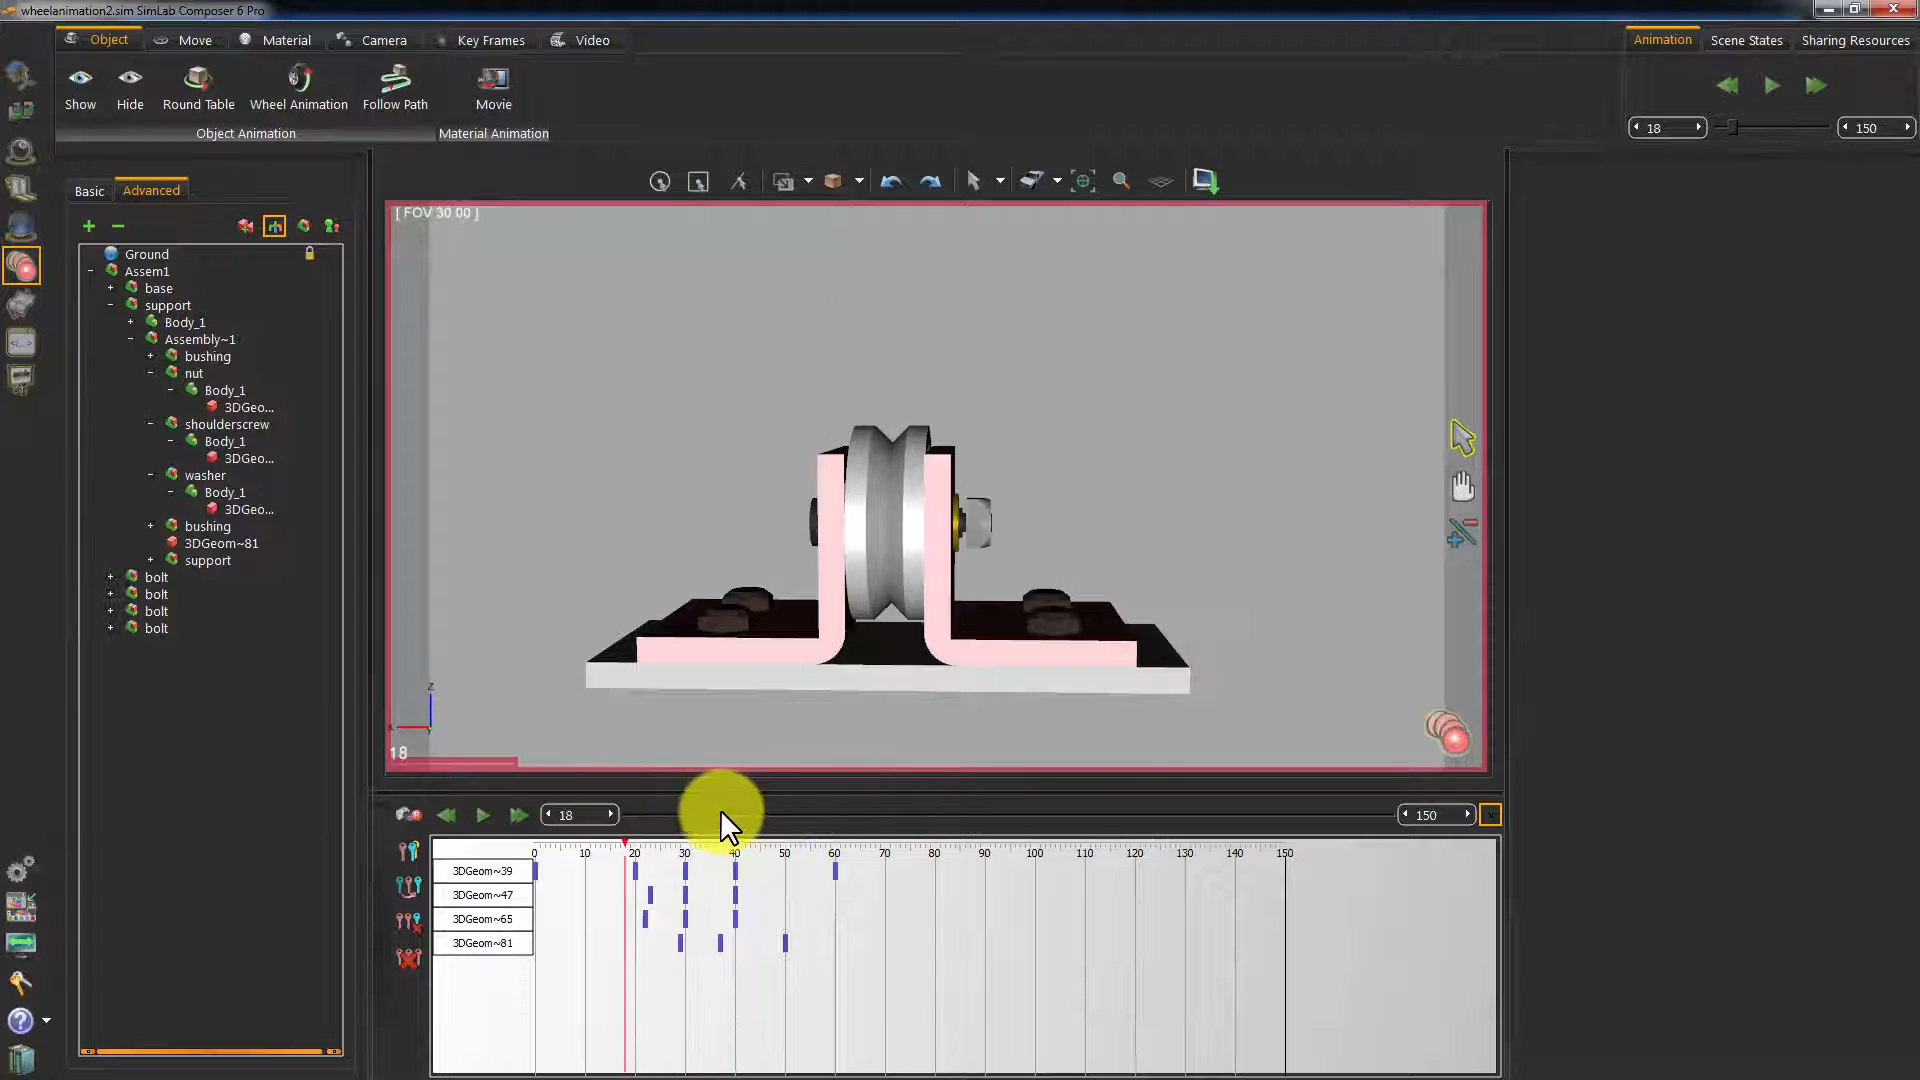 wheelanimation2.sim SimLab Composer 6 Pro
Object Move Material Camera Key Frames Video
Animation Scene States Sharing Resources
Show Hide Round Table Wheel Animation Follow Path Movie
Object Animation Material Animation
18 150
Basic Advanced
[ FOV 30 00 ]
Ground
Assem1
base
support
Body_1
Assembly~1
bushing
nut
Body_1
3DGeo...
shoulderscrew
Body_1
3DGeo...
washer
Body_1
3DGeo...
bushing
3DGeom~81
support
bolt
bolt
bolt
bolt
Z
18
18 150
0 10 20 30 40 50 60 70 80 90 100 110 120 130 140 150
3DGeom~39
3DGeom~47
3DGeom~65
3DGeom~81